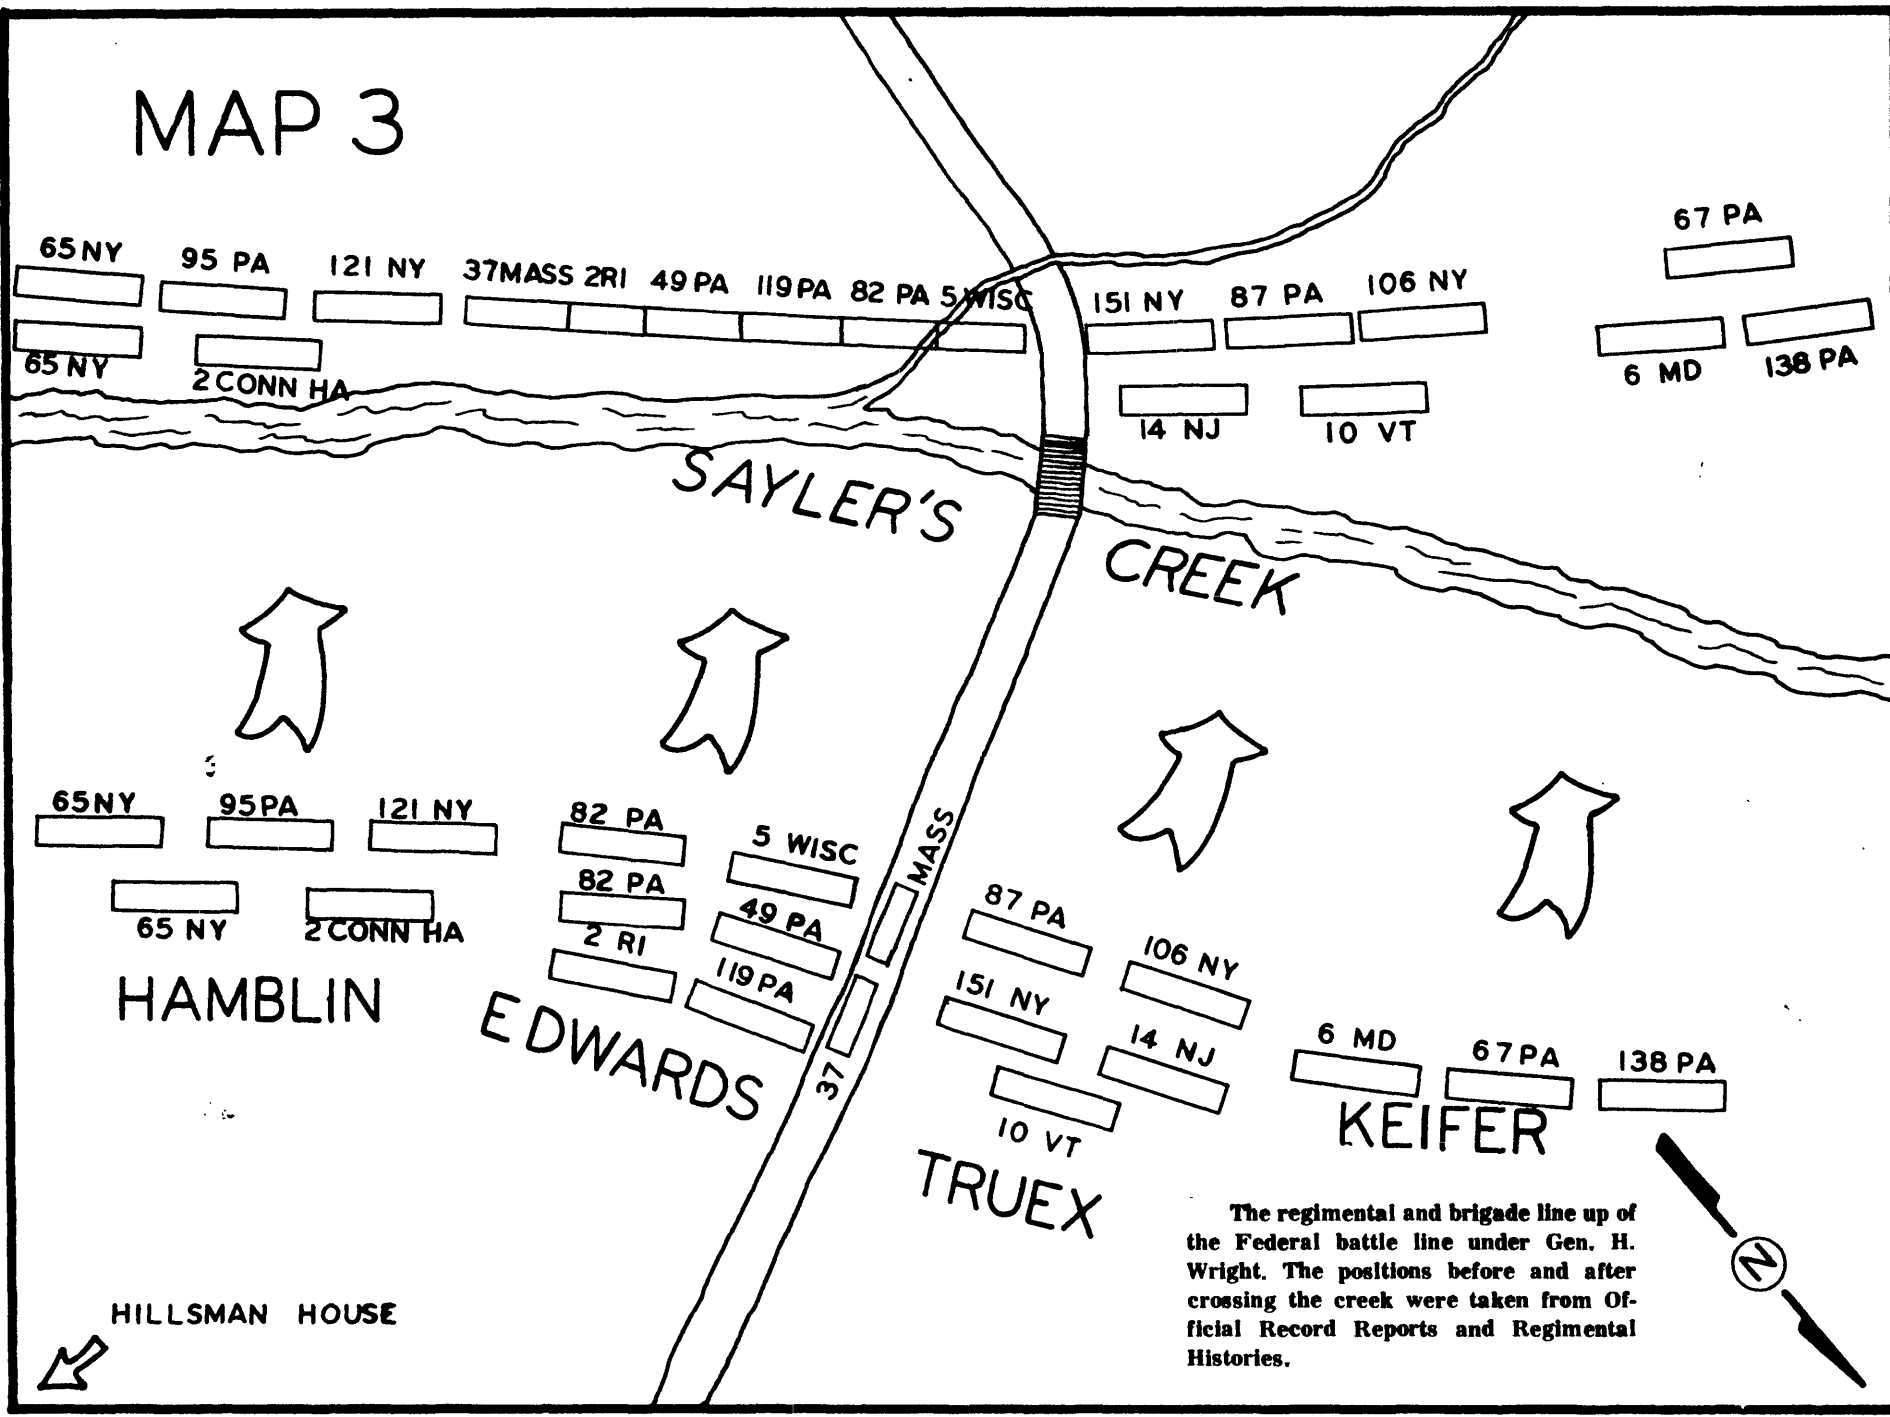 MAP 3
67 PA
65 NY
95 PA
121 NY
37 MASS 2 RI 49 PA 119 PA 82 PA 5 WISC
151 NY
87 PA
106 NY
65 NY
2 CONN HA
6 MD
138 PA
14 NJ
10 VT
SAYLER'S
CREEK
65 NY
95 PA
121 NY
82 PA
5 WISC
MASS
82 PA
65 NY
2 CONN HA
2 RI
49 PA
119 PA
37
87 PA
106 NY
151 NY
14 NJ
10 VT
6 MD
67 PA
138 PA
HAMBLIN
EDWARDS
TRUEX
KEIFER
The regimental and brigade line up of
the Federal battle line under Gen. H.
Wright. The positions before and after
crossing the creek were taken from Of-
ficial Record Reports and Regimental
Histories.
N
HILLSMAN HOUSE